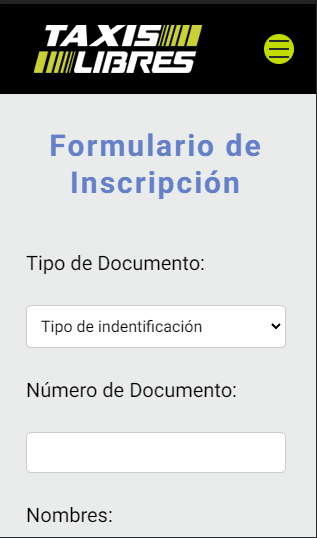 TAXIS
LIBRES
Formulario de
Inscripción
Tipo de Documento:
Tipo de indentificación
Número de Documento:
Nombres: